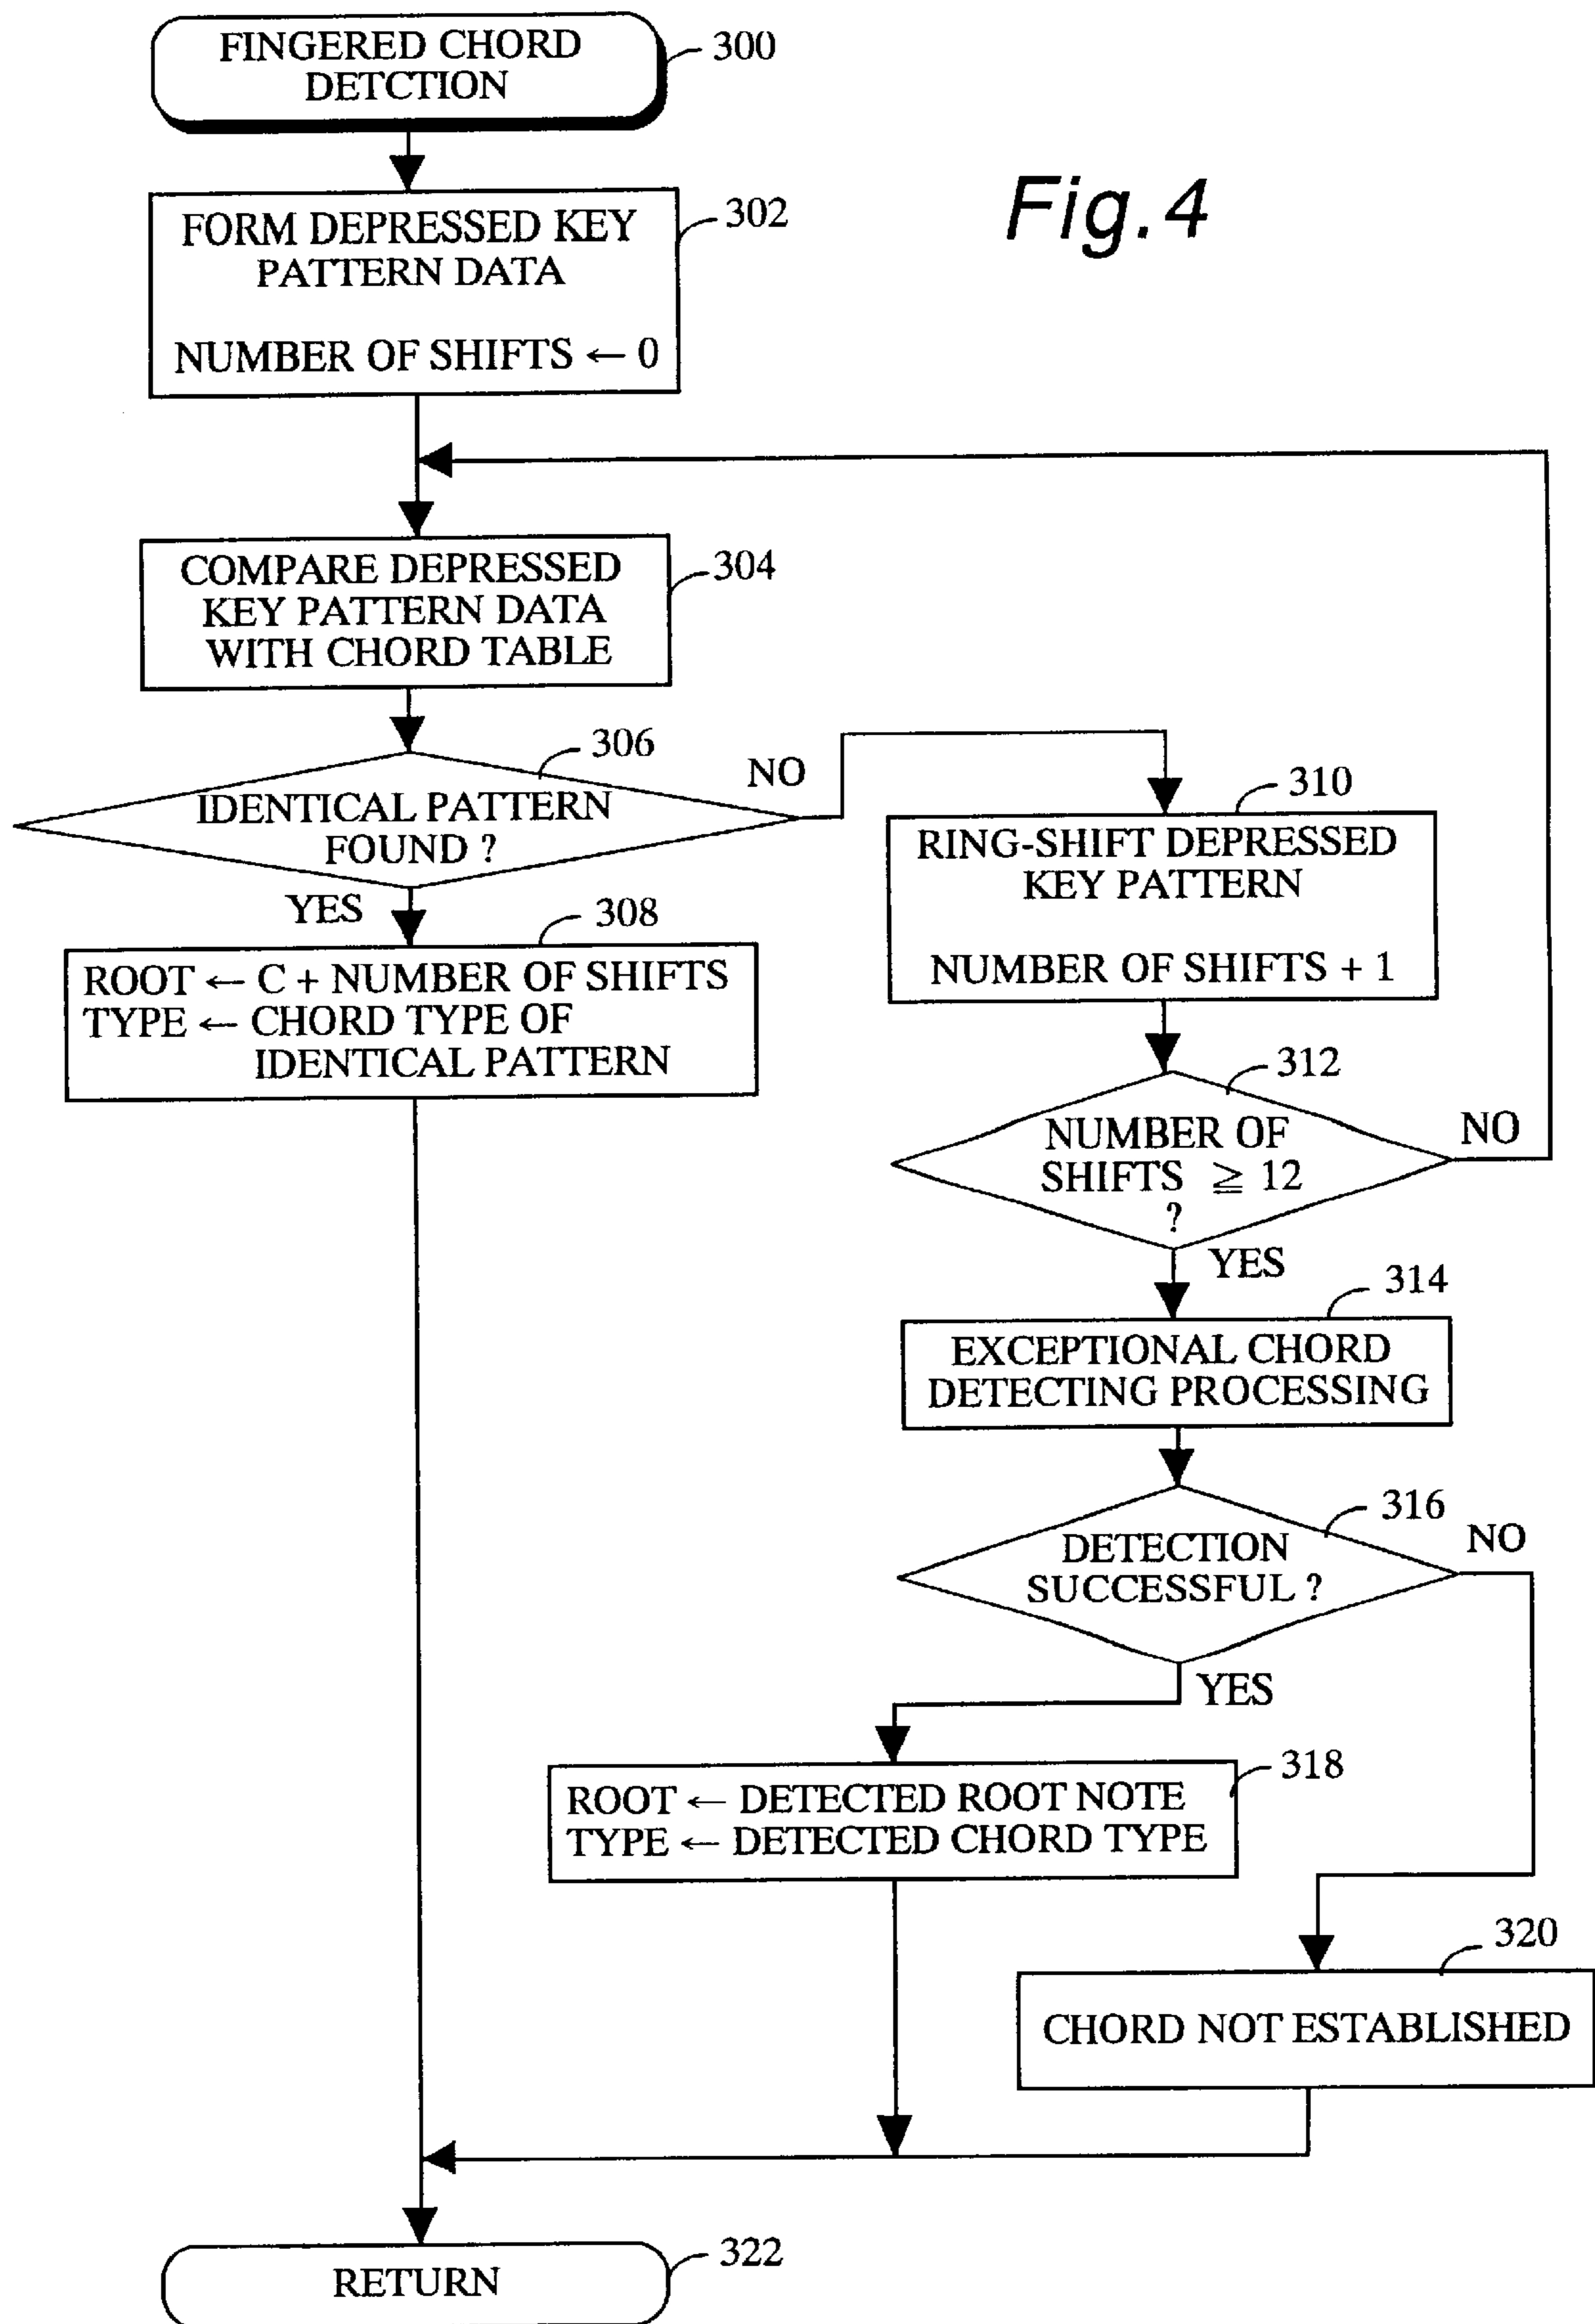 FINGERED CHORD
DETCTION
300
Fig.4
FORM DEPRESSED KEY
PATTERN DATA
NUMBER OF SHIFTS ← 0
302
COMPARE DEPRESSED
KEY PATTERN DATA
WITH CHORD TABLE
304
306
IDENTICAL PATTERN
FOUND ?
NO
YES
308
ROOT ← C + NUMBER OF SHIFTS
TYPE ← CHORD TYPE OF
IDENTICAL PATTERN
310
RING-SHIFT DEPRESSED
KEY PATTERN
NUMBER OF SHIFTS + 1
312
NUMBER OF
SHIFTS ≧ 12
?
NO
YES
314
EXCEPTIONAL CHORD
DETECTING PROCESSING
316
DETECTION
SUCCESSFUL ?
NO
YES
318
ROOT ← DETECTED ROOT NOTE
TYPE ← DETECTED CHORD TYPE
320
CHORD NOT ESTABLISHED
RETURN
322